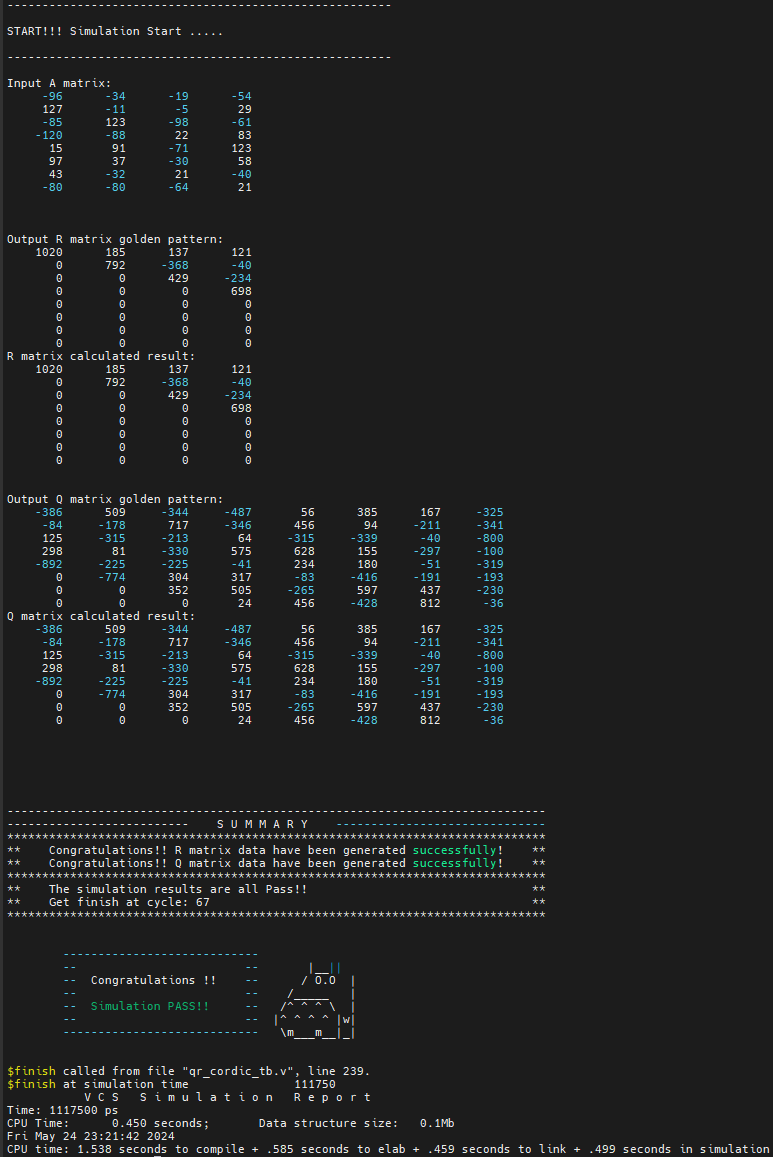 -------------------------------------------------------
START!!! Simulation Start .....
-------------------------------------------------------
Input A matrix:
-96 -34 -19 -54
127 -11 -5 29
-85 123 -98 -61
-120 -88 22 83
15 91 -71 123
97 37 -30 58
43 -32 21 -40
-80 -80 -64 21
Output R matrix golden pattern:
1020 185 137 121
0 792 -368 -40
0 0 429 -234
0 0 0 698
0 0 0 0
0 0 0 0
0 0 0 0
0 0 0 0
R matrix calculated result:
1020 185 137 121
0 792 -368 -40
0 0 429 -234
0 0 0 698
0 0 0 0
0 0 0 0
0 0 0 0
0 0 0 0
Output Q matrix golden pattern:
-386 509 -344 -487 56 385 167 -325
-84 -178 717 -346 456 94 -211 -341
125 -315 -213 64 -315 -339 -40 -800
298 81 -330 575 628 155 -297 -100
-892 -225 -225 -41 234 180 -51 -319
0 -774 304 317 -83 -416 -191 -193
0 0 352 505 -265 597 437 -230
0 0 0 24 456 -428 812 -36
Q matrix calculated result:
-386 509 -344 -487 56 385 167 -325
-84 -178 717 -346 456 94 -211 -341
125 -315 -213 64 -315 -339 -40 -800
298 81 -330 575 628 155 -297 -100
-892 -225 -225 -41 234 180 -51 -319
0 -774 304 317 -83 -416 -191 -193
0 0 352 505 -265 597 437 -230
0 0 0 24 456 -428 812 -36
-----------------------------------------------------------------------------
--------------------------    S U M M A R Y    ------------------------------
*****************************************************************************
**    Congratulations!! R matrix data have been generated successfully!    **
**    Congratulations!! Q matrix data have been generated successfully!    **
*****************************************************************************
**    The simulation results are all Pass!!                                **
**    Get finish at cycle: 67                                              **
*****************************************************************************
        ----------------------------
        --                        --       |__||
        --  Congratulations !!    --      / O.O  |
        --                        --    /_____   |
        --  Simulation PASS!!     --   /^ ^ ^ \  |
        --                        --  |^ ^ ^ ^ |w|
        ----------------------------   \m___m__|_|
$finish called from file "qr_cordic_tb.v", line 239.
$finish at simulation time               111750
           V C S   S i m u l a t i o n   R e p o r t
Time: 1117500 ps
CPU Time:      0.450 seconds;       Data structure size:   0.1Mb
Fri May 24 23:21:42 2024
CPU time: 1.538 seconds to compile + .585 seconds to elab + .459 seconds to link + .499 seconds in simulation